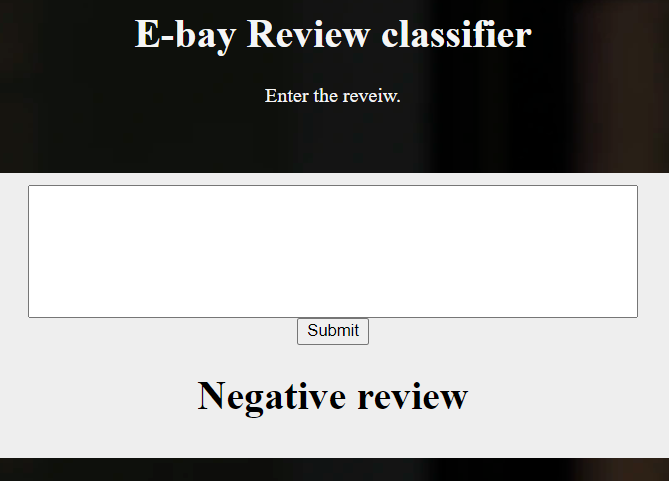 E-bay Review classifier
Enter the reveiw.
Submit
Negative review